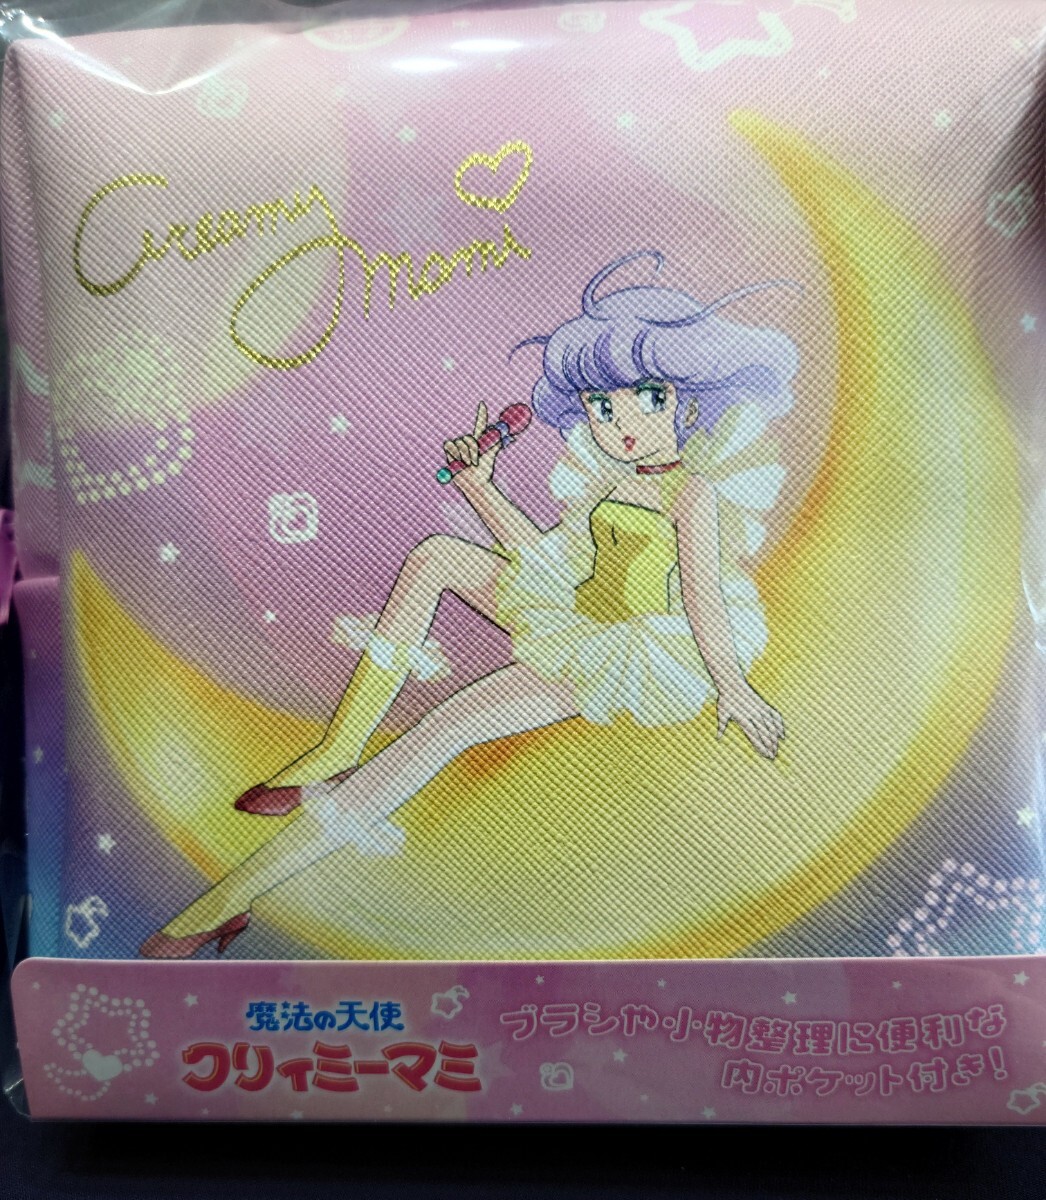 Creamy
mami
魔法の天使
クリィミーマミ
ブラシや小物整理に便利な
内ポケット付き！